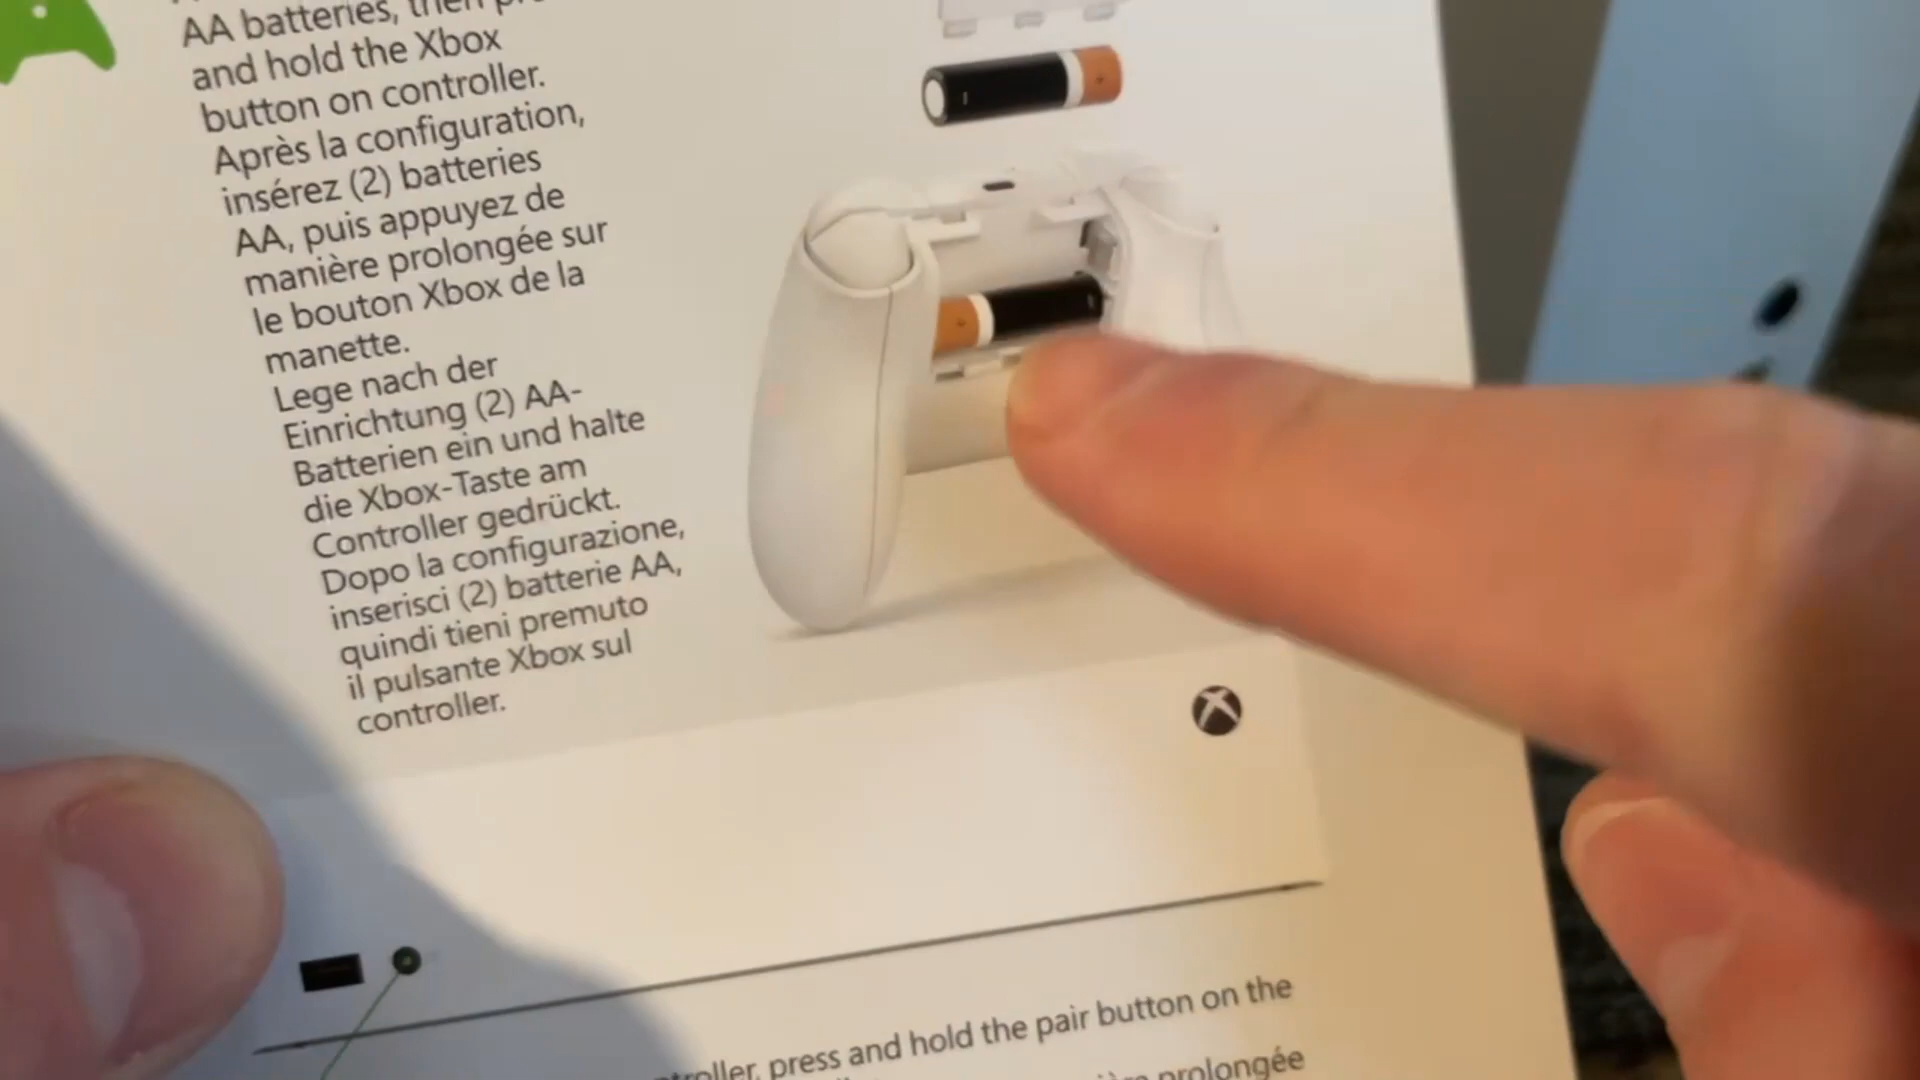 AA batteries, then
and hold the Xbox
button on controller.
Après la configuration,
insérez (2) batteries
AA, puis appuyez de
manière prolongée sur
le bouton Xbox de la
manette.
Lege nach der
Einrichtung (2) AA-
Batterien ein und halte
die Xbox-Taste am
Controller gedrückt.
Dopo la configurazione,
inserisci (2) batterie AA,
quindi tieni premuto
il pulsante Xbox sul
controller.
press and hold the pair button on the
prolongée